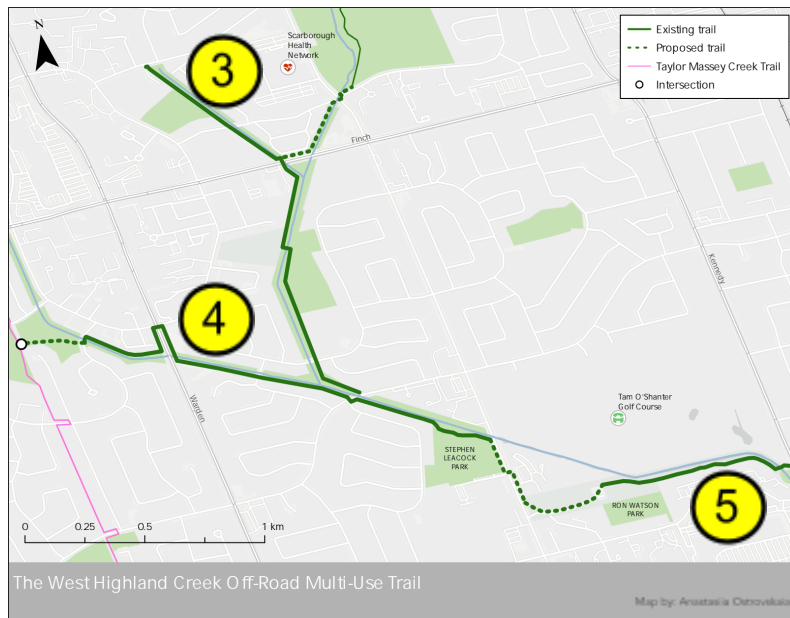 N
Scarborough
Health
Network
3
Existing trail
Proposed trail
Taylor Massey Creek Trail
Intersection
Finch
Kennedy
4
Warden
Tam O'Shanter
Golf Course
STEPHEN
LEACOCK
PARK
RON WATSON
PARK
5
0 0.25 0.5 1 km
The West Highland Creek Off-Road Multi-Use Trail
Map by: Anastasiia Ostrovskaia